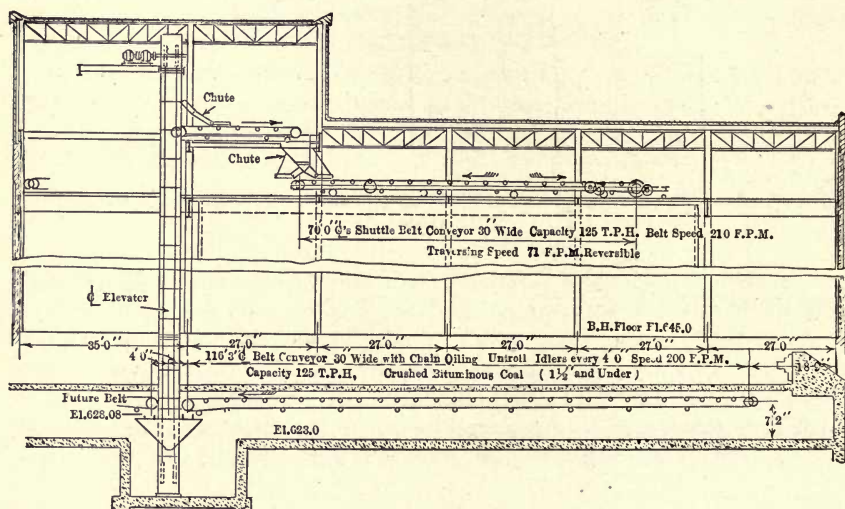 Chute
Chute
70'0" ℄'s Shuttle Belt Conveyor 30" Wide Capacity 125 T.P.H. Belt Speed 210 F.P.M.
Traversing Speed 71 F.P.M. Reversible
℄ Elevator
B.H. Floor El.645.0
35'0" 27'0" 27'0" 27'0" 27'0" 27'0"
4'0" 116'3" ℄ Belt Conveyor 30" Wide with Chain Oiling Uniroll Idlers every 4'0" Speed 200 F.P.M.
Capacity 125 T.P.H, Crushed Bituminous Coal (1½" and Under) 18'0"
Future Belt
El.628.08
7'2"
El.623.0